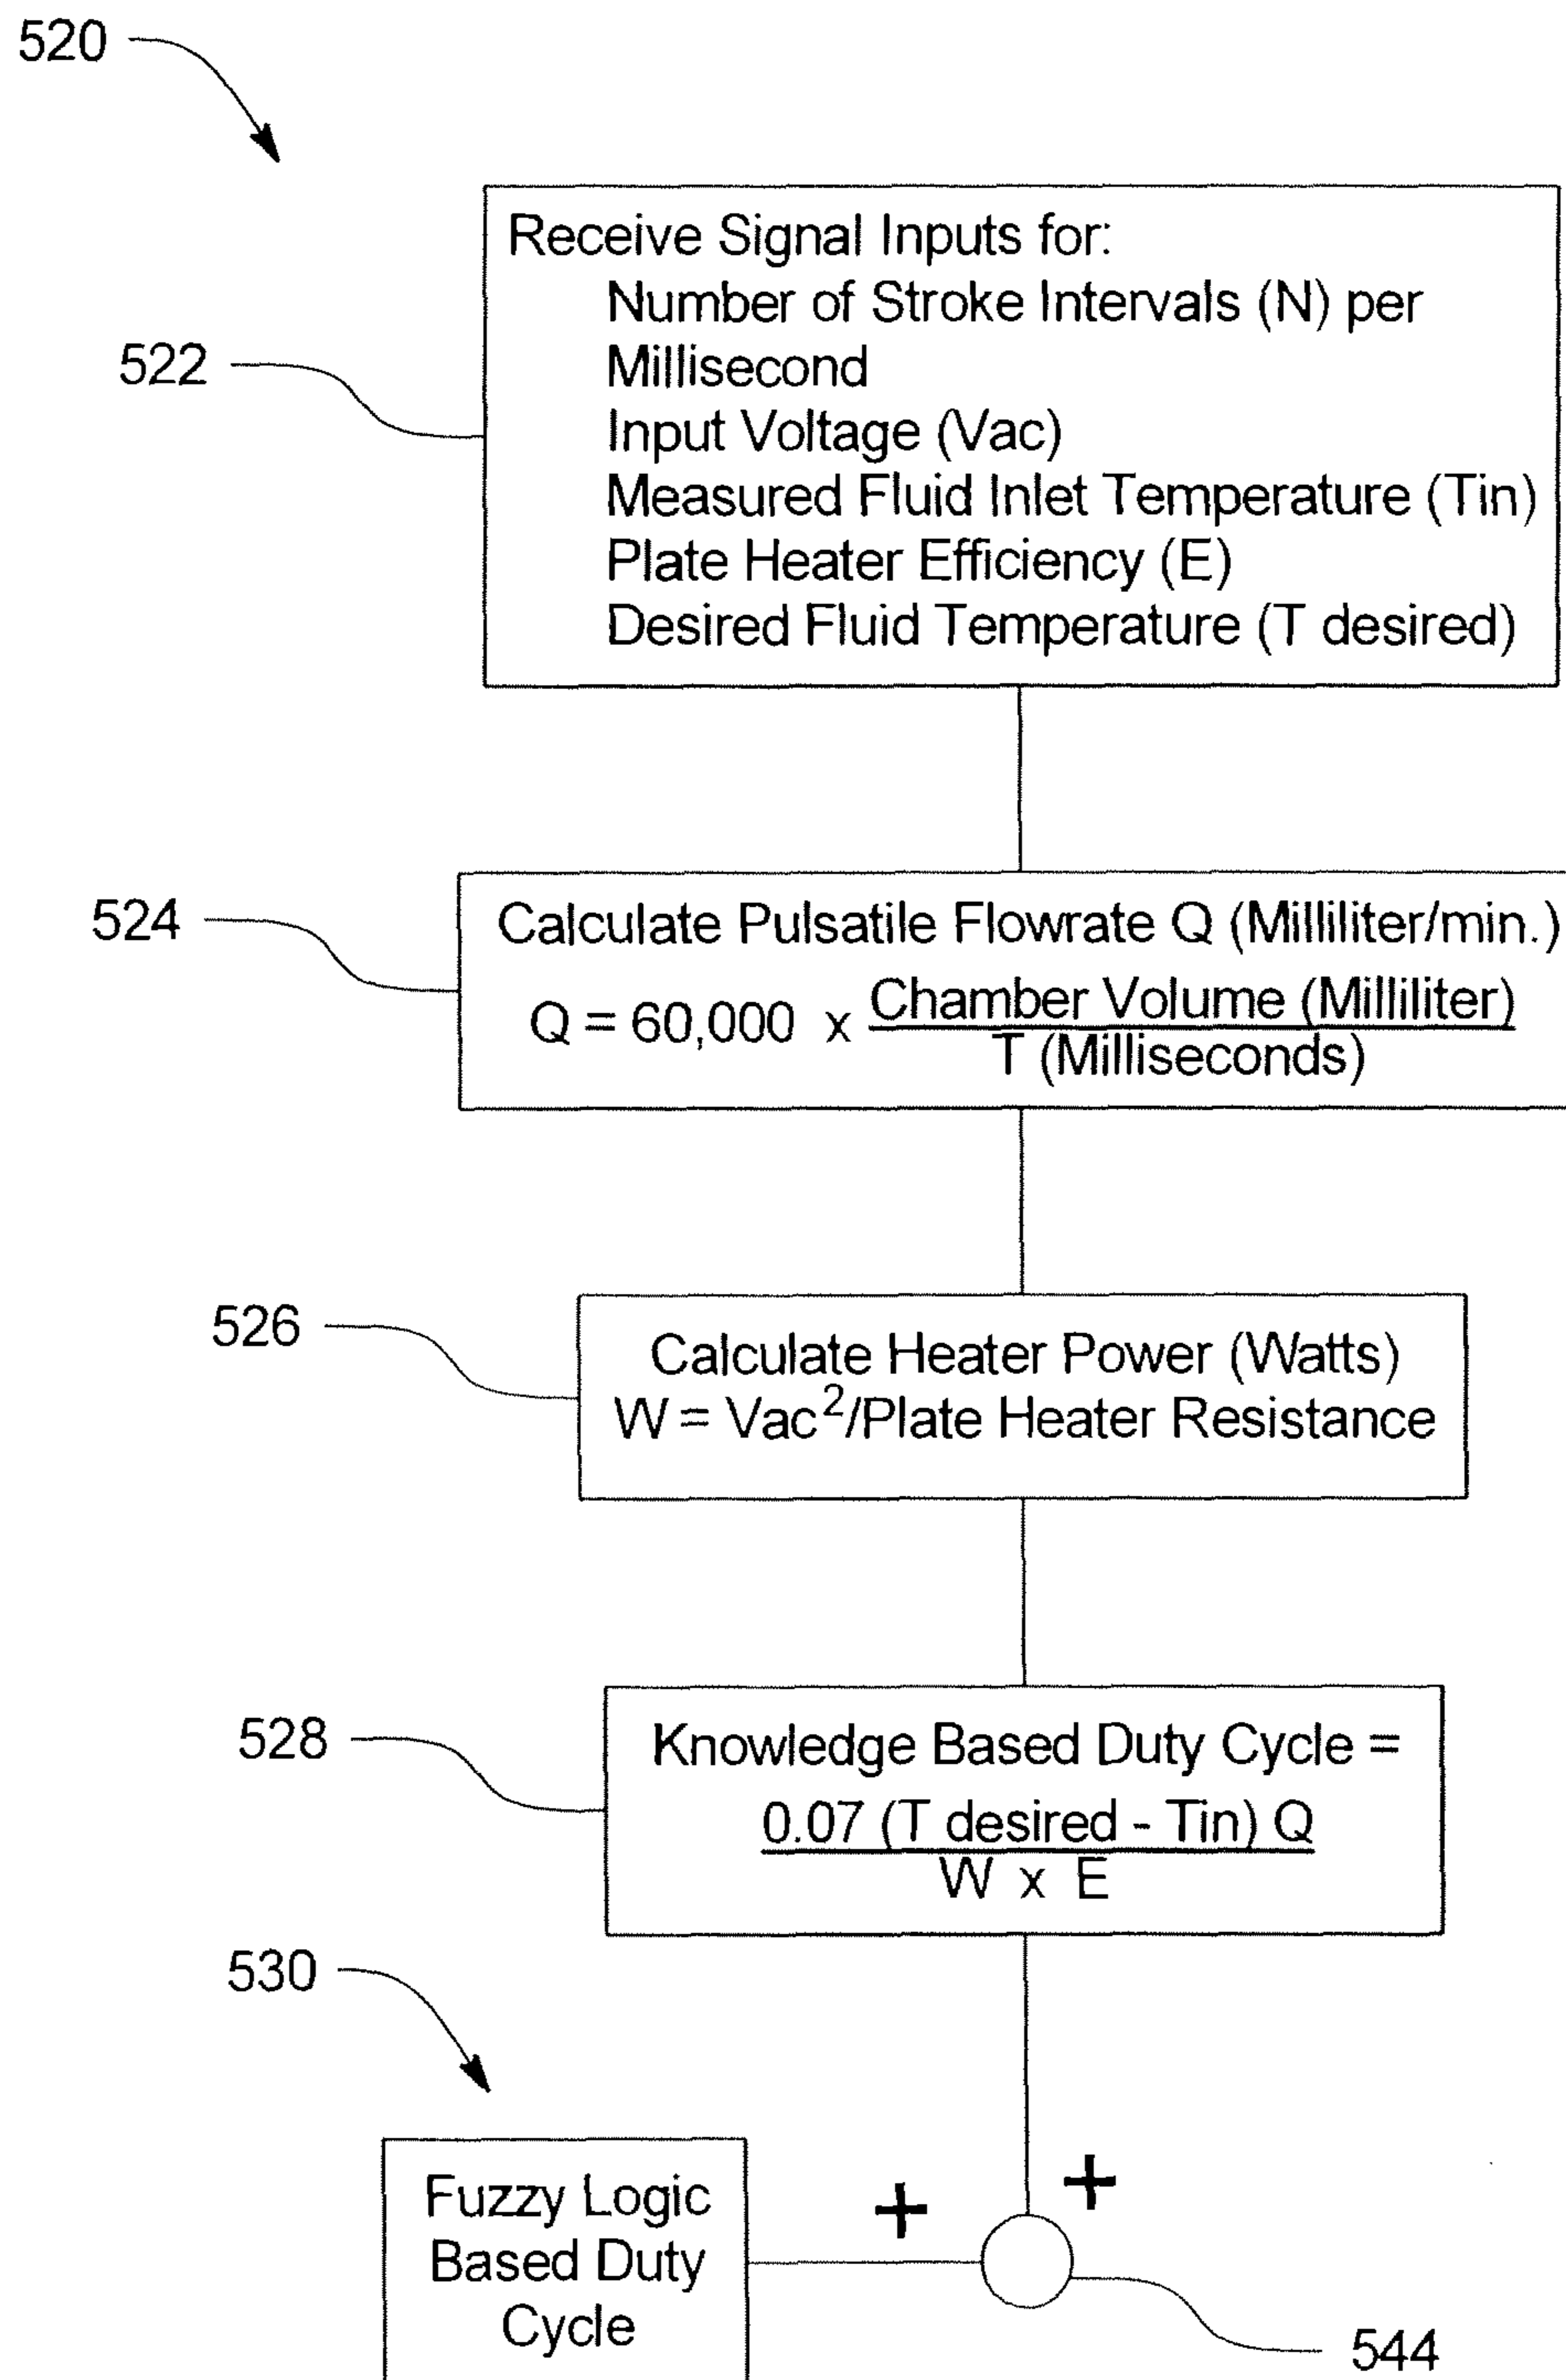 520
Receive Signal Inputs for:
Number of Stroke Intervals (N) per
Millisecond
522
Input Voltage (Vac)
Measured Fluid Inlet Temperature (Tin)
Plate Heater Efficiency (E)
Desired Fluid Temperature (T desired)
524
Calculate Pulsatile Flowrate Q (Milliliter/min.)
Q = 60,000 x Chamber Volume (Milliliter)
T (Milliseconds)
526
Calculate Heater Power (Watts)
W = Vac²/Plate Heater Resistance
528
Knowledge Based Duty Cycle =
0.07 (T desired - Tin) Q
W x E
530
+
+
Fuzzy Logic
Based Duty
Cycle
544